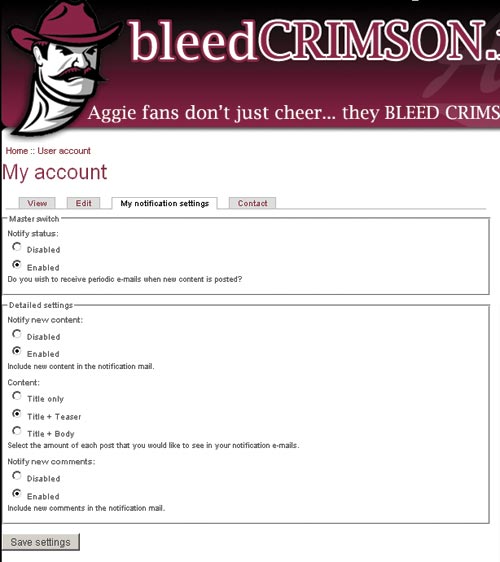 bleedCRIMSON.
Aggie fans don't just cheer... they BLEED CRIMS
Home :: User account
My account
View Edit My notification settings Contact
Master switch
Notify status:
Disabled
Enabled
Do you wish to receive periodic e-mails when new content is posted?
Detailed settings
Notify new content:
Disabled
Enabled
Include new content in the notification mail.
Content:
Title only
Title + Teaser
Title + Body
Select the amount of each post that you would like to see in your notification e-mails.
Notify new comments:
Disabled
Enabled
Include new comments in the notification mail.
Save settings